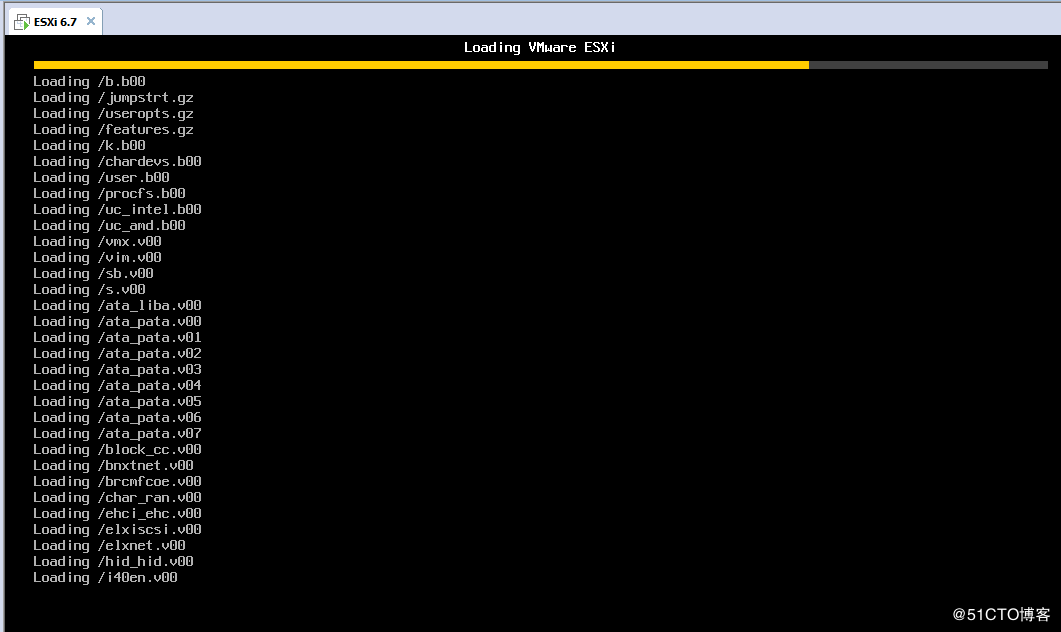 ESXi 6.7
Loading VMware ESXi
Loading /b.b00
Loading /jumpstrt.gz
Loading /useropts.gz
Loading /features.gz
Loading /k.b00
Loading /chardevs.b00
Loading /user.b00
Loading /procfs.b00
Loading /uc_intel.b00
Loading /uc_amd.b00
Loading /vmx.v00
Loading /vim.v00
Loading /sb.v00
Loading /s.v00
Loading /ata_liba.v00
Loading /ata_pata.v00
Loading /ata_pata.v01
Loading /ata_pata.v02
Loading /ata_pata.v03
Loading /ata_pata.v04
Loading /ata_pata.v05
Loading /ata_pata.v06
Loading /ata_pata.v07
Loading /block_cc.v00
Loading /bnxtnet.v00
Loading /brcmfcoe.v00
Loading /char_ran.v00
Loading /ehci_ehc.v00
Loading /elxiscsi.v00
Loading /elxnet.v00
Loading /hid_hid.v00
Loading /i40en.v00
@51CTO博客